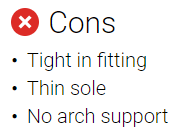 Cons
• Tight in fitting
• Thin sole
• No arch support